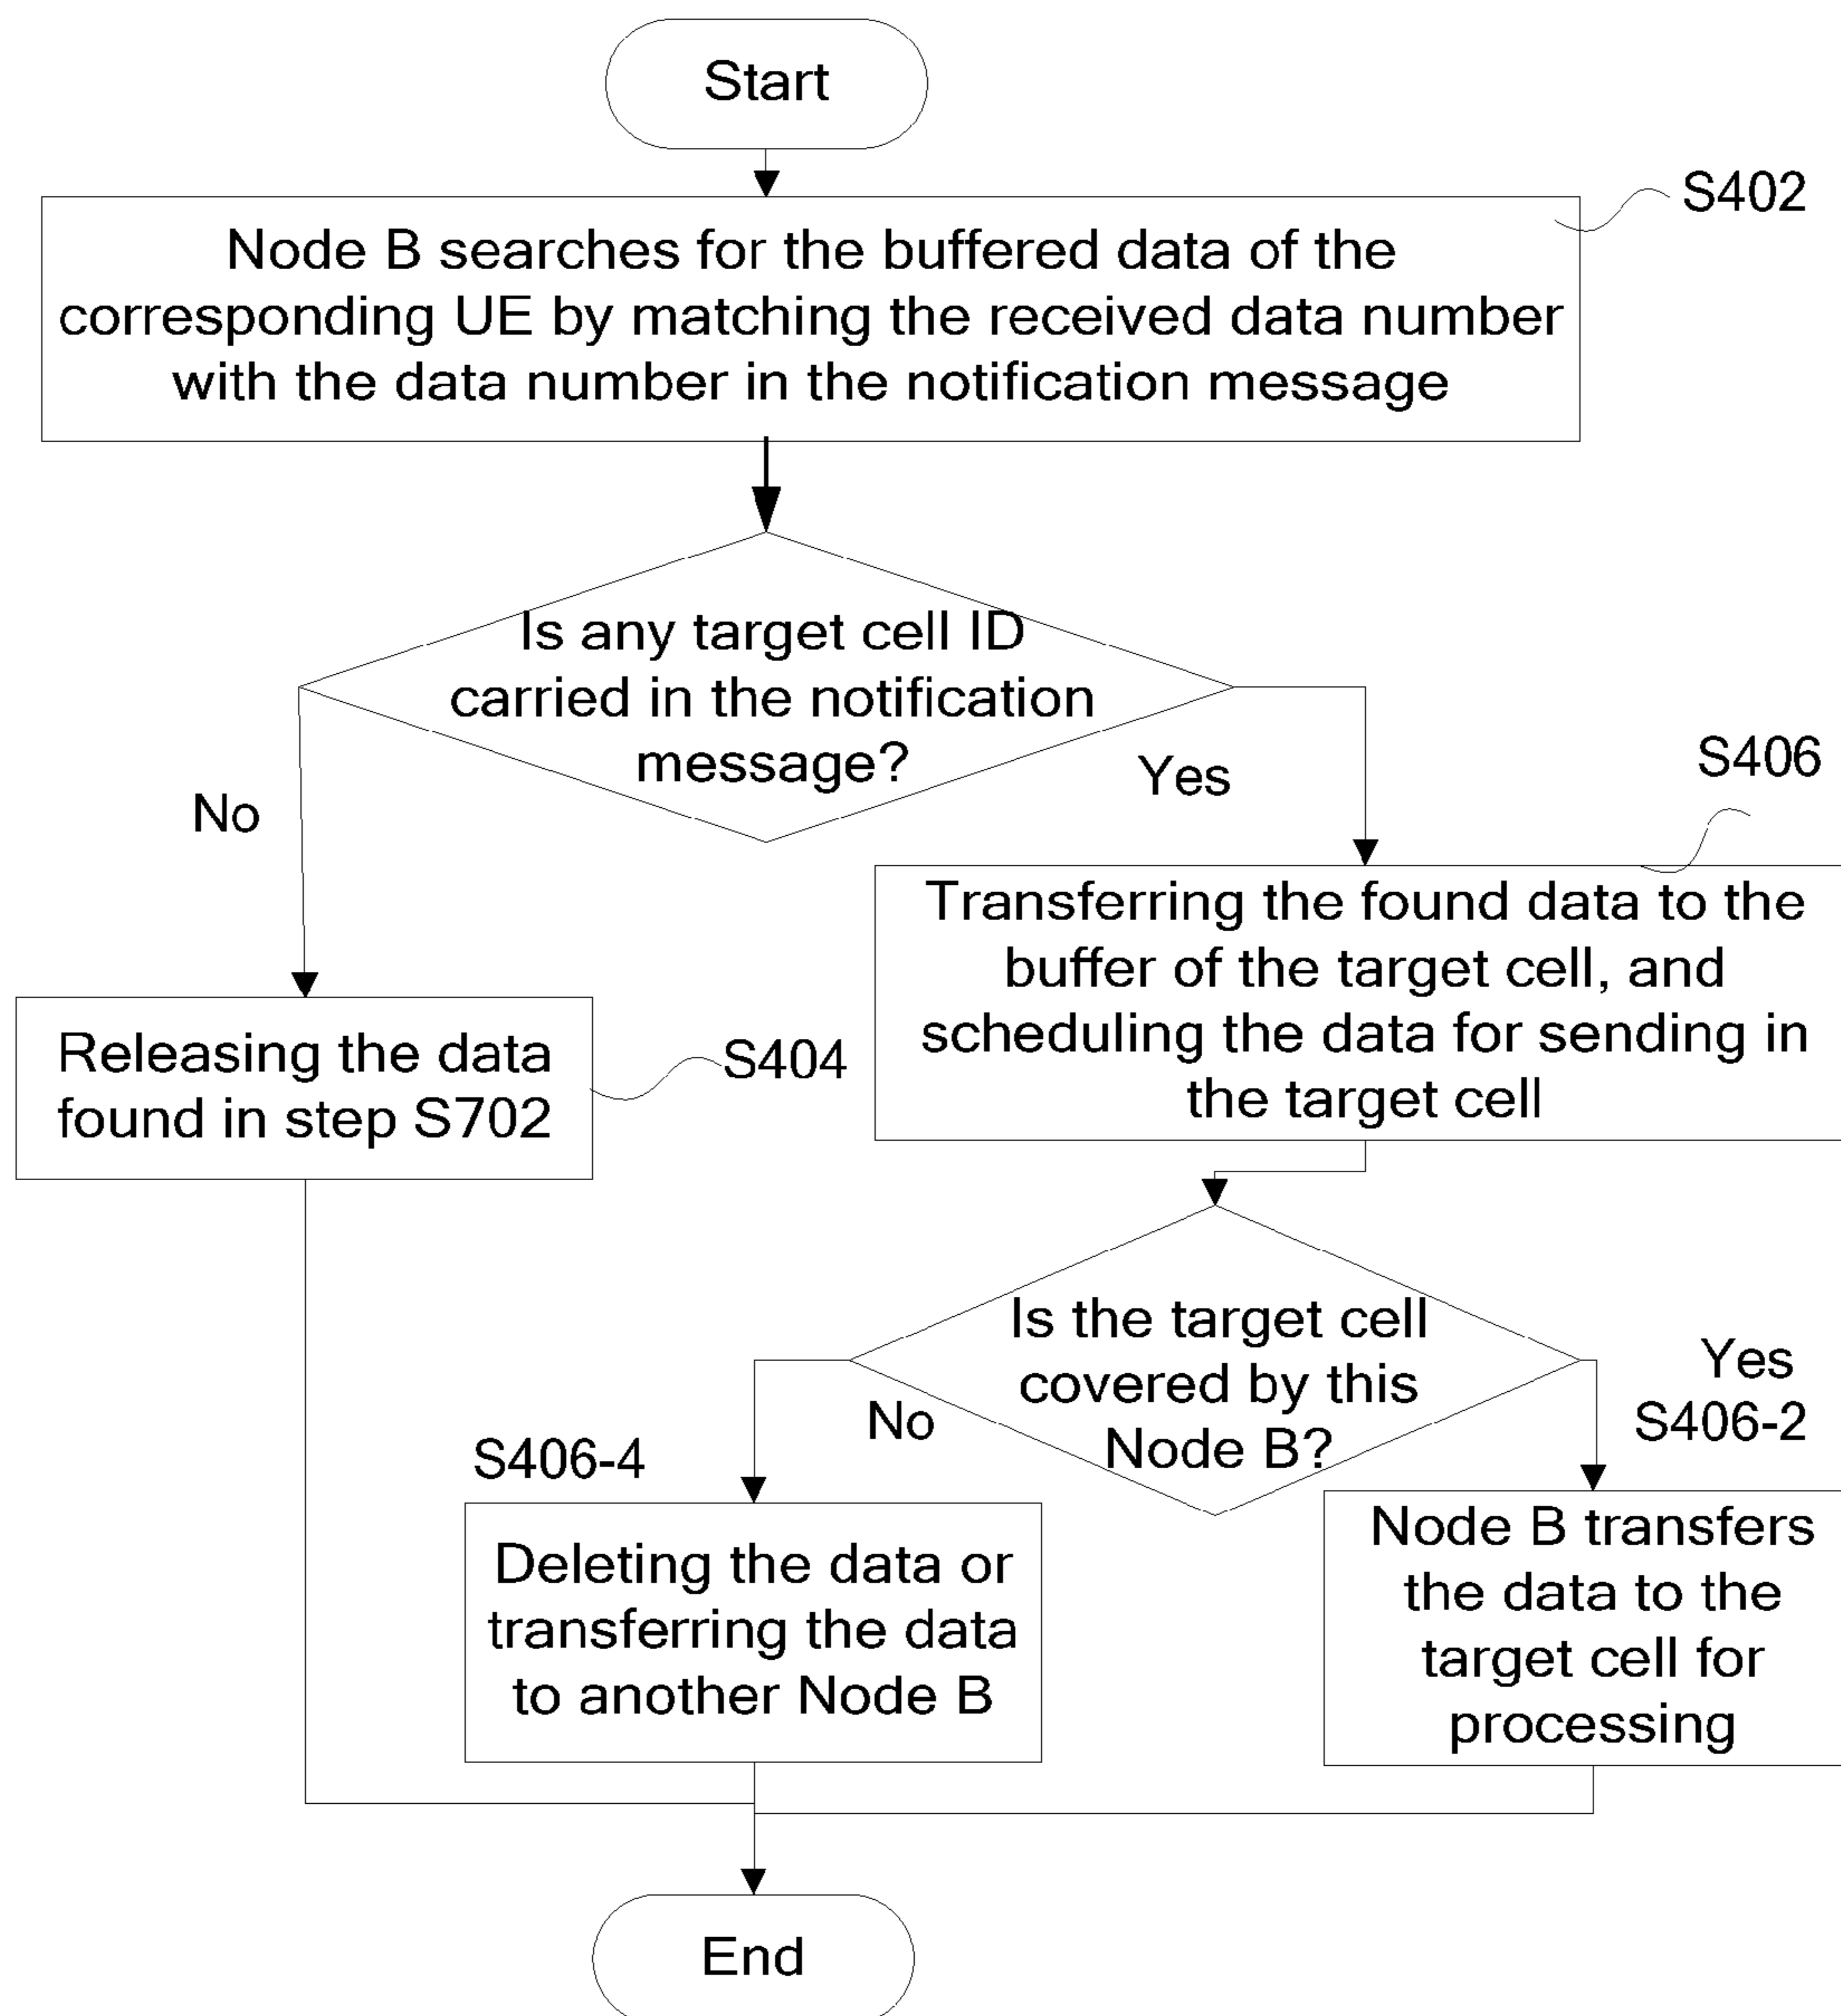 Start
S402
Node B searches for the buffered data of the
corresponding UE by matching the received data number
with the data number in the notification message
Is any target cell ID
carried in the notification
message?
No
Yes
S406
Transferring the found data to the
buffer of the target cell, and
scheduling the data for sending in
the target cell
Releasing the data
found in step S702
S404
Is the target cell
covered by this
Node B?
No
Yes
S406-2
S406-4
Deleting the data or
transferring the data
to another Node B
Node B transfers
the data to the
target cell for
processing
End